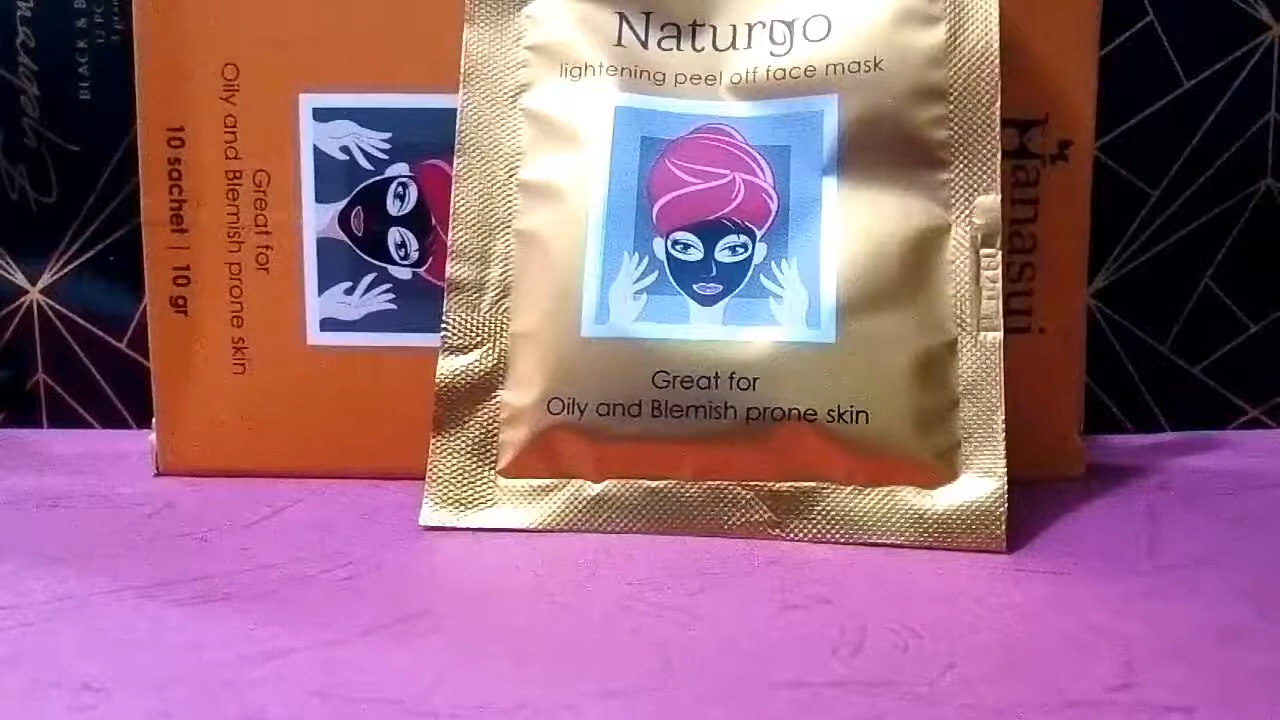 Naturgo
lightening peel off face mask
Great for
Oily and Blemish prone skin
Great for
Oily and Blemish prone skin
10 sachet | 10 gr
Hanasui